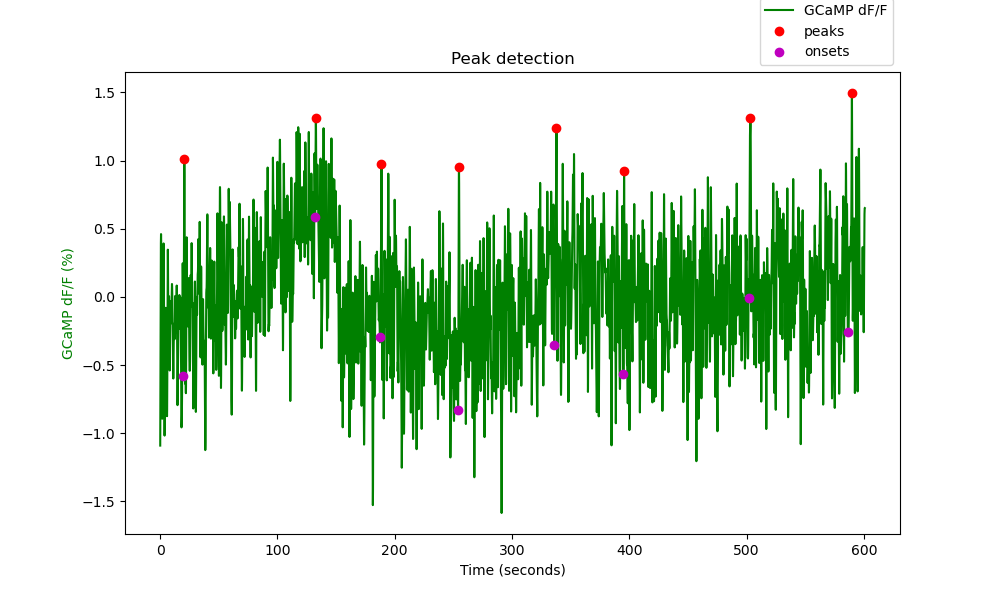 GCaMP dF/F
peaks
onsets
Peak detection
GCaMP dF/F (%)
1.5
1.0
0.5
0.0
−0.5
−1.0
−1.5
0 100 200 300 400 500 600
Time (seconds)